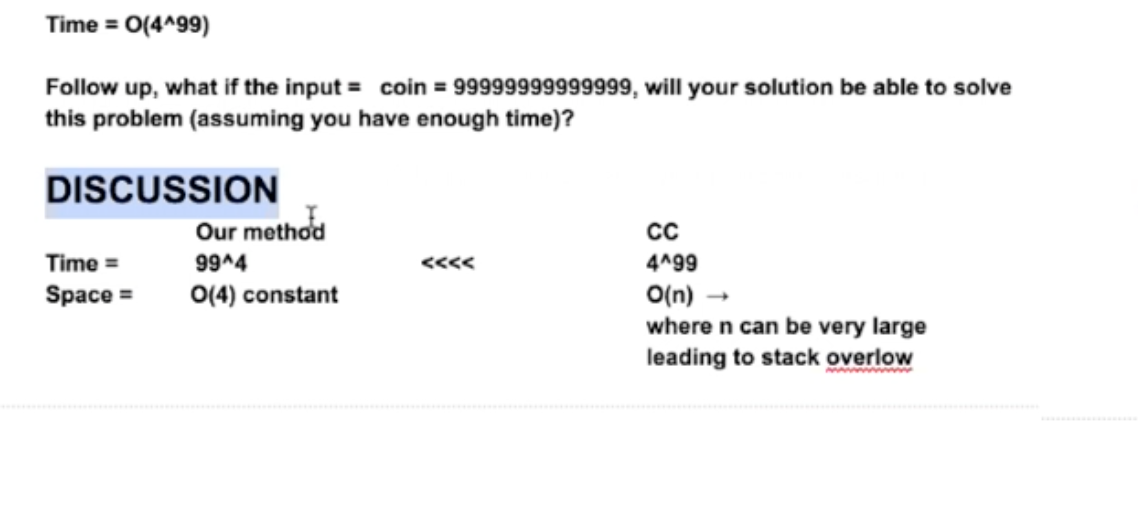 Time = O(4^99)
Follow up, what if the input = coin = 99999999999999, will your solution be able to solve
this problem (assuming you have enough time)?
DISCUSSION
Our method CC
Time = 99^4 <<<< 4^99
Space = O(4) constant O(n) →
where n can be very large
leading to stack overlow